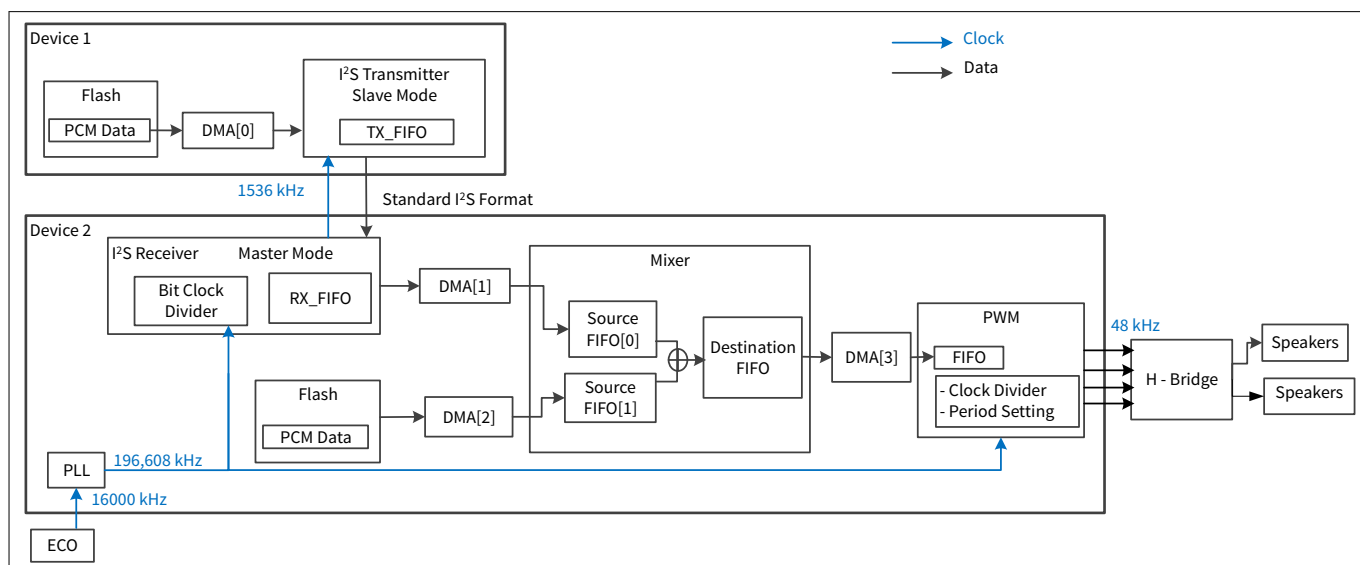 Device 1
Clock
Data
Flash
PCM Data
DMA[0]
I²S Transmitter
Slave Mode
TX_FIFO
1536 kHz
Standard I²S Format
Device 2
I²S Receiver
Master Mode
Bit Clock
Divider
RX_FIFO
DMA[1]
Mixer
Source
FIFO[0]
Source
FIFO[1]
Destination
FIFO
DMA[3]
PWM
FIFO
- Clock Divider
- Period Setting
48 kHz
H - Bridge
Speakers
Speakers
Flash
PCM Data
DMA[2]
PLL
196,608 kHz
16000 kHz
ECO